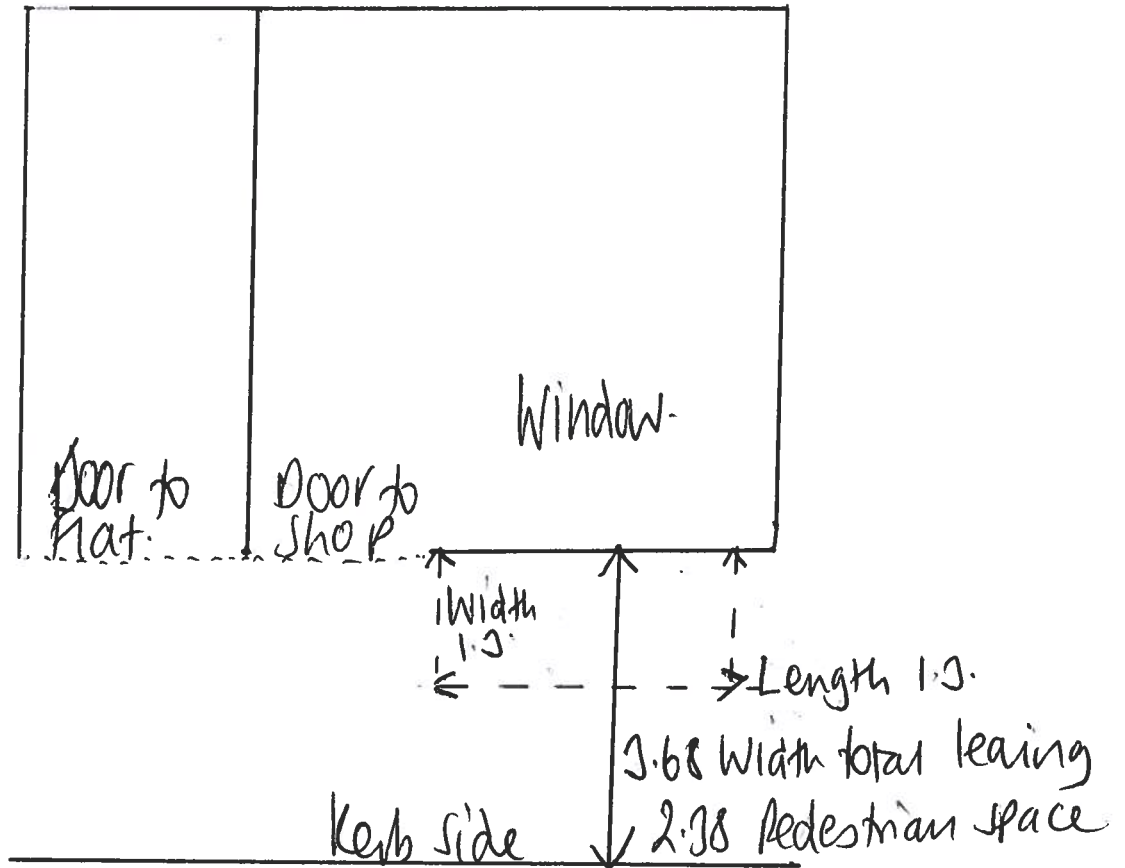 Window.
Door to
Flat.
Door to
Shop
Width
1.3.
Length 1.3.
3.68 Width total leaving
2.38 Pedestrian space
Kerb side